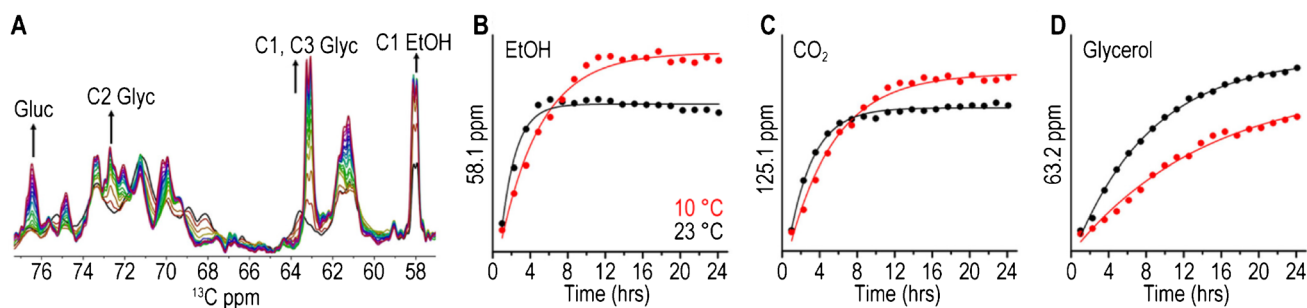 A
C1, C3 Glyc
C1 EtOH
C2 Glyc
Gluc
76 74 72 70 68 66 64 62 60 58
¹³C ppm
B
EtOH
58.1 ppm
10 °C
23 °C
0 4 8 12 16 20 24
Time (hrs)
C
CO₂
125.1 ppm
0 4 8 12 16 20 24
Time (hrs)
D
Glycerol
63.2 ppm
0 4 8 12 16 20 24
Time (hrs)